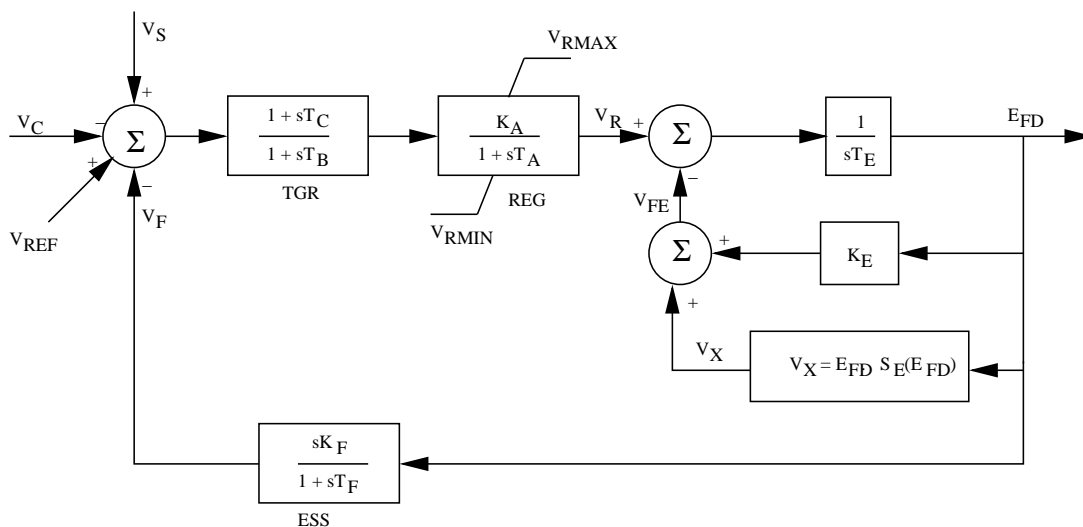 V_S
V_RMAX
V_C
+
−
Σ
+
−
1 + sT_C
1 + sT_B
TGR
K_A
1 + sT_A
REG
V_RMIN
V_R
+
Σ
−
1
sT_E
E_FD
V_REF
V_F
V_FE
Σ
+
+
K_E
V_X
V_X = E_FD S_E(E_FD)
sK_F
1 + sT_F
ESS